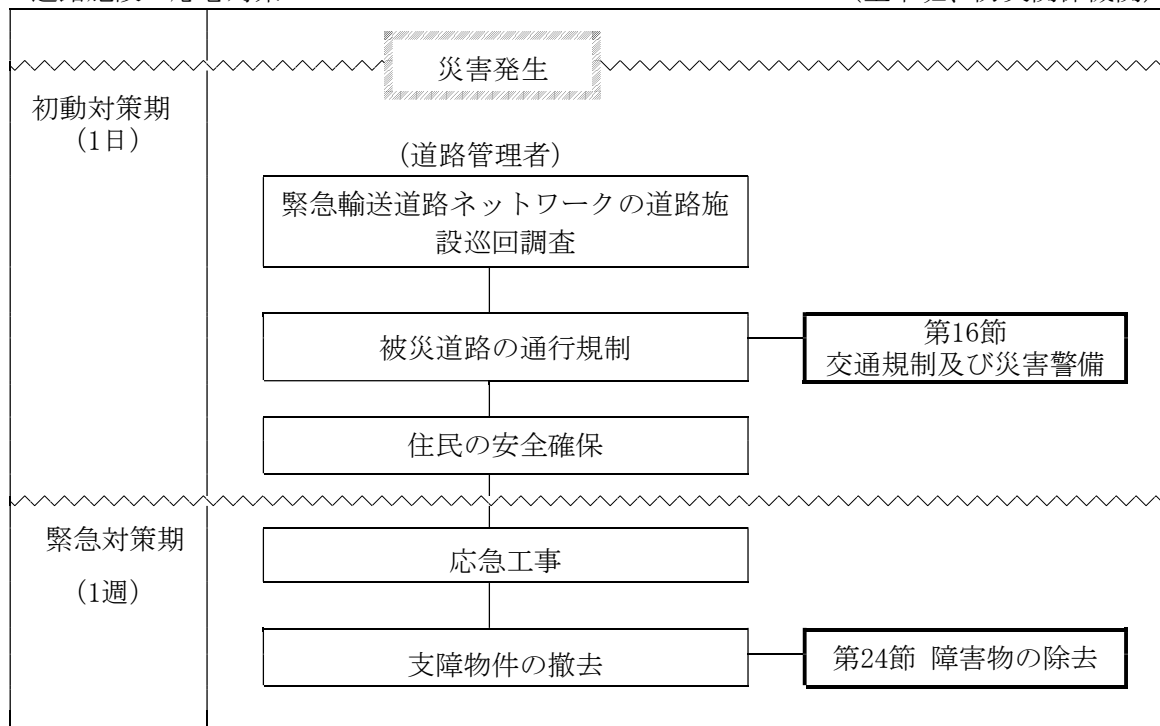 災害発生
初動対策期
(1日)
(道路管理者)
緊急輸送道路ネットワークの道路施
設巡回調査
被災道路の通行規制
第16節
交通規制及び災害警備
住民の安全確保
緊急対策期
(1週)
応急工事
支障物件の撤去
第24節 障害物の除去